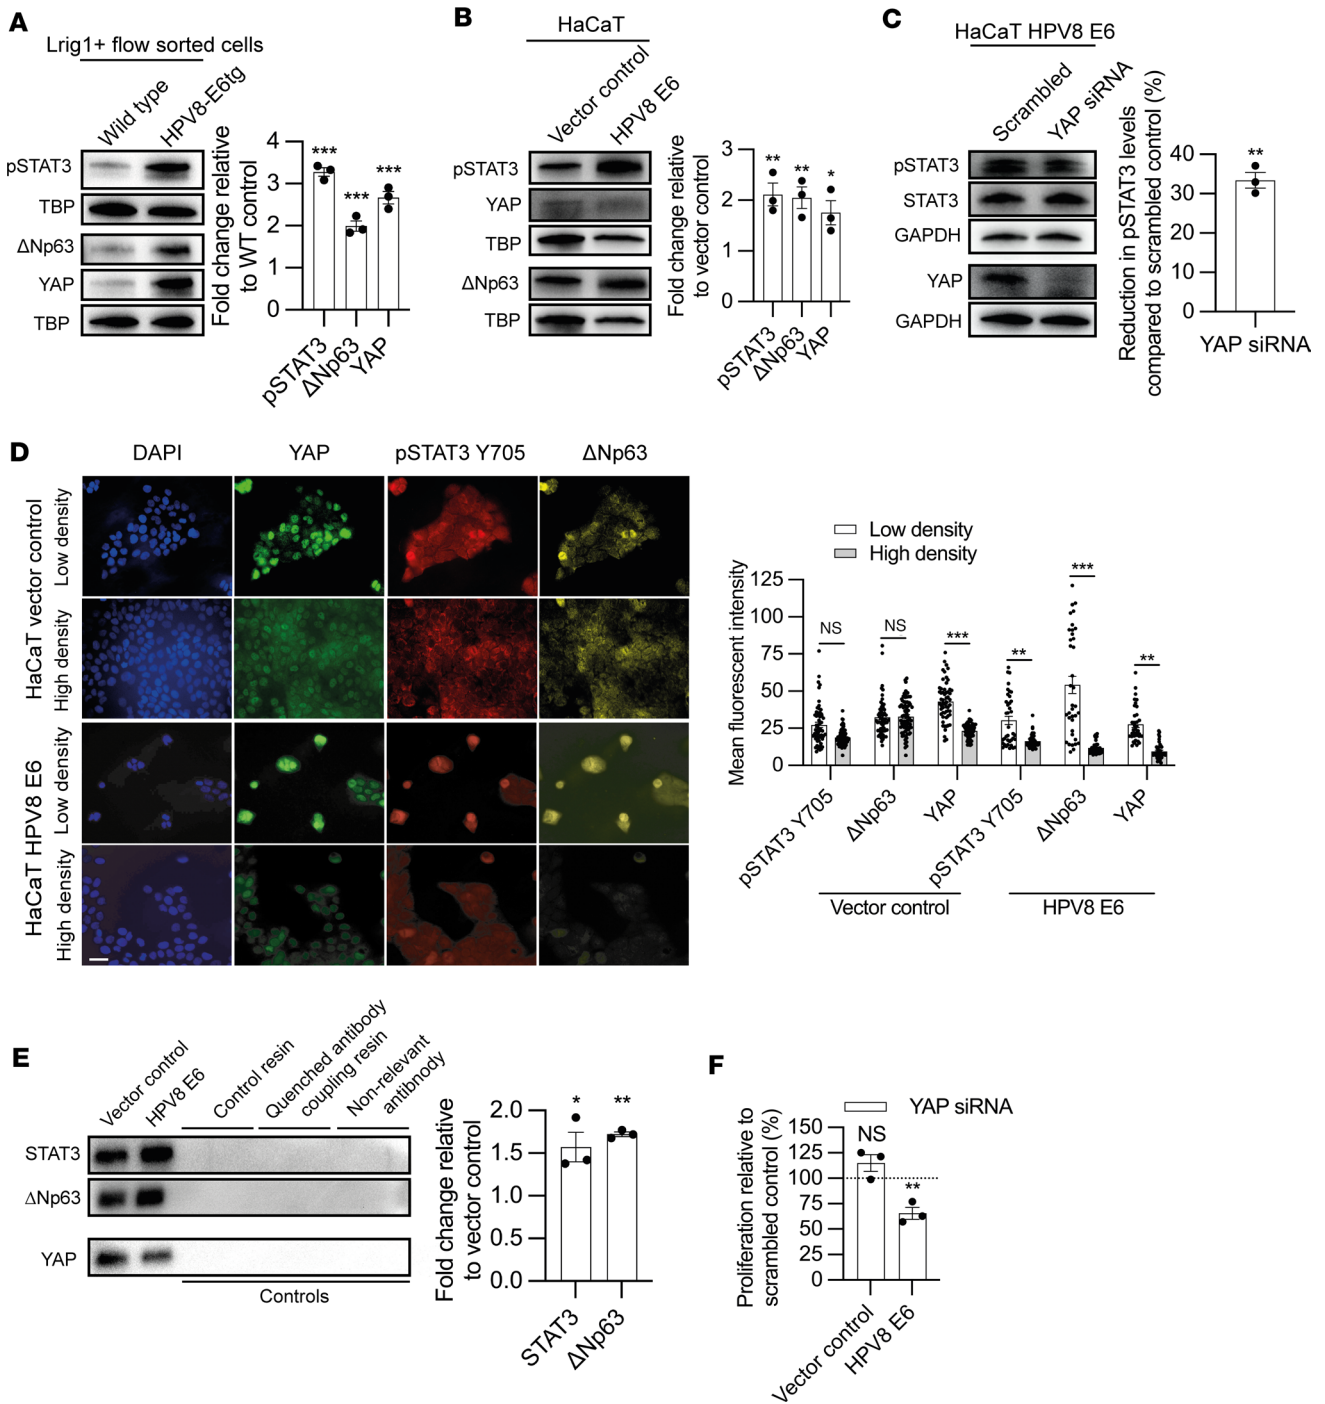 A
Lrig1+ flow sorted cells
Wild type
HPV8-E6tg
pSTAT3
TBP
ΔNp63
YAP
TBP
Fold change relative
to WT control
4
3
2
1
0
***
***
***
pSTAT3
ΔNp63
YAP
B
HaCaT
Vector control
HPV8 E6
pSTAT3
YAP
TBP
ΔNp63
TBP
Fold change relative
to vector control
3
2
1
0
**
**
*
pSTAT3
ΔNp63
YAP
C
HaCaT HPV8 E6
Scrambled
YAP siRNA
pSTAT3
STAT3
GAPDH
YAP
GAPDH
Reduction in pSTAT3 levels
compared to scrambled control (%)
40
30
20
10
0
**
YAP siRNA
D
DAPI
YAP
pSTAT3 Y705
ΔNp63
HaCaT vector control
Low density
High density
HaCaT HPV8 E6
Low density
High density
Low density
High density
Mean fluorescent intensity
125
100
75
50
25
0
NS
NS
***
**
***
**
pSTAT3 Y705
ΔNp63
YAP
pSTAT3 Y705
ΔNp63
YAP
Vector control
HPV8 E6
E
Vector control
HPV8 E6
Control resin
Quenched antibody
coupling resin
Non-relevant
antibnody
STAT3
ΔNp63
YAP
Controls
Fold change relative
to vector control
2.0
1.5
1.0
0.5
0.0
*
**
STAT3
ΔNp63
F
YAP siRNA
Proliferation relative to
scrambled control (%)
150
125
100
75
50
25
0
NS
**
Vector control
HPV8 E6